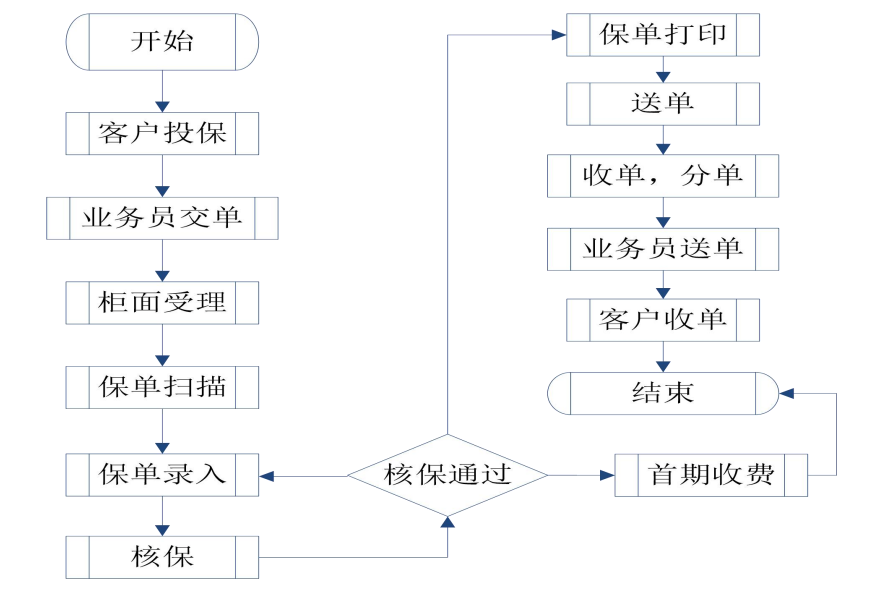 开始
客户投保
业务员交单
柜面受理
保单扫描
保单录入
核保
核保通过
保单打印
送单
收单，分单
业务员送单
客户收单
结束
首期收费